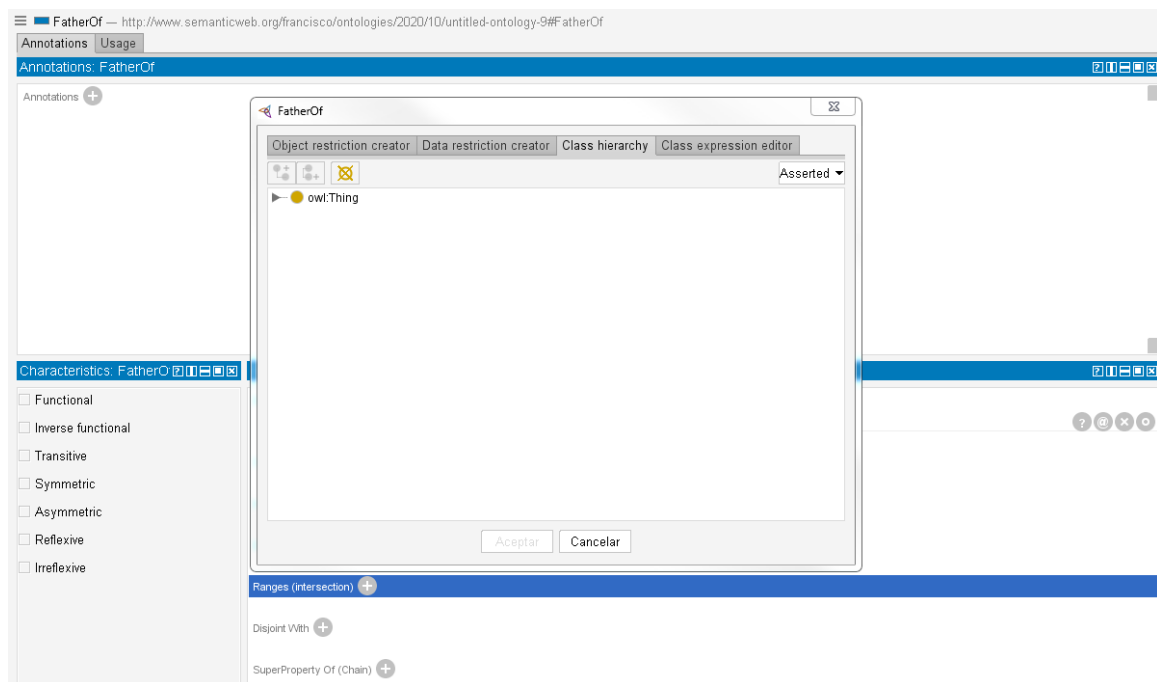 FatherOf — http://www.semanticweb.org/francisco/ontologies/2020/10/untitled-ontology-9#FatherOf
Annotations Usage
Annotations: FatherOf
Annotations
FatherOf
Object restriction creator Data restriction creator Class hierarchy Class expression editor
Asserted
owl:Thing
Aceptar Cancelar
Characteristics: FatherO
Functional
Inverse functional
Transitive
Symmetric
Asymmetric
Reflexive
Irreflexive
Ranges (intersection)
Disjoint With
SuperProperty Of (Chain)